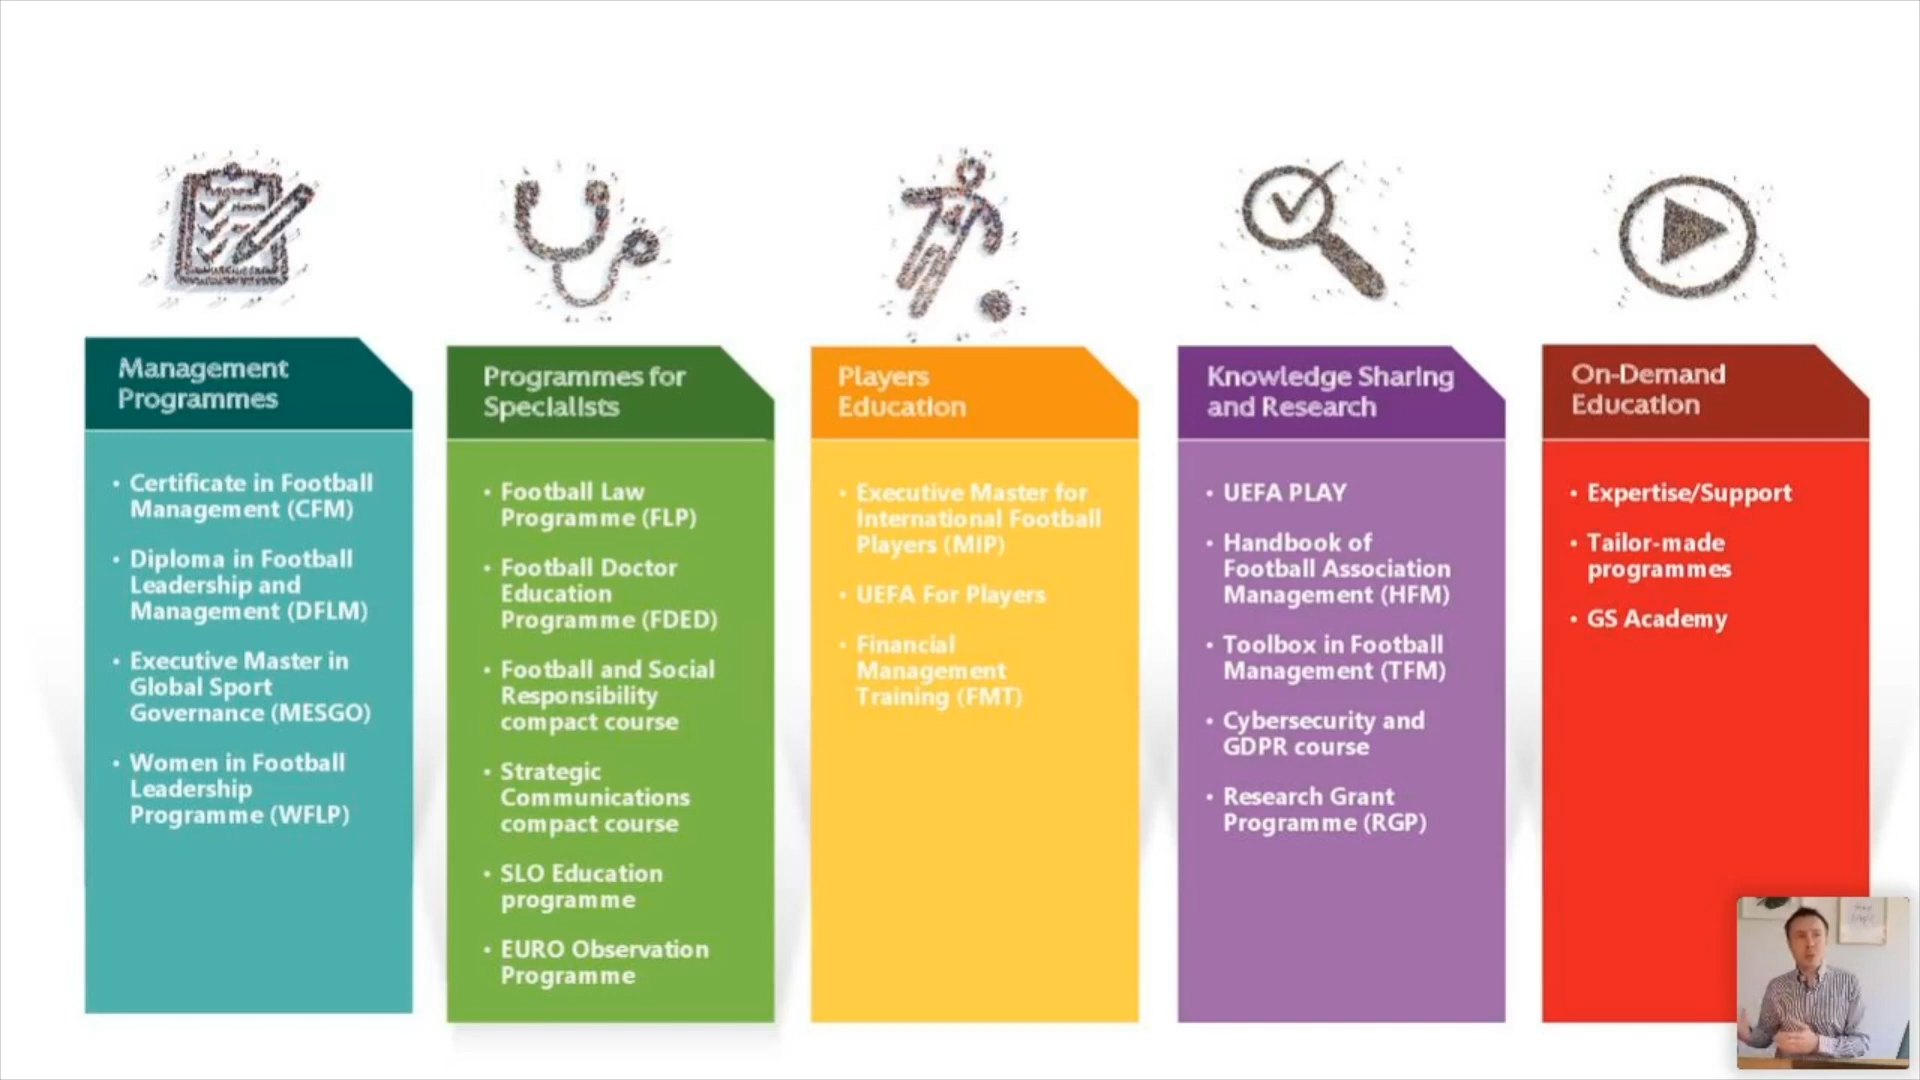 Management
Programmes
• Certificate in Football
Management (CFM)
• Diploma in Football
Leadership and
Management (DFLM)
• Executive Master in
Global Sport
Governance (MESGO)
• Women in Football
Leadership
Programme (WFLP)
Programmes for
Specialists
• Football Law
Programme (FLP)
• Football Doctor
Education
Programme (FDED)
• Football and Social
Responsibility
compact course
• Strategic
Communications
compact course
• SLO Education
programme
• EURO Observation
Programme
Players
Education
• Executive Master for
International Football
Players (MIP)
• UEFA For Players
• Financial
Management
Training (FMT)
Knowledge Sharing
and Research
• UEFA PLAY
• Handbook of
Football Association
Management (HFM)
• Toolbox in Football
Management (TFM)
• Cybersecurity and
GDPR course
• Research Grant
Programme (RGP)
On-Demand
Education
• Expertise/Support
• Tailor-made
programmes
• GS Academy